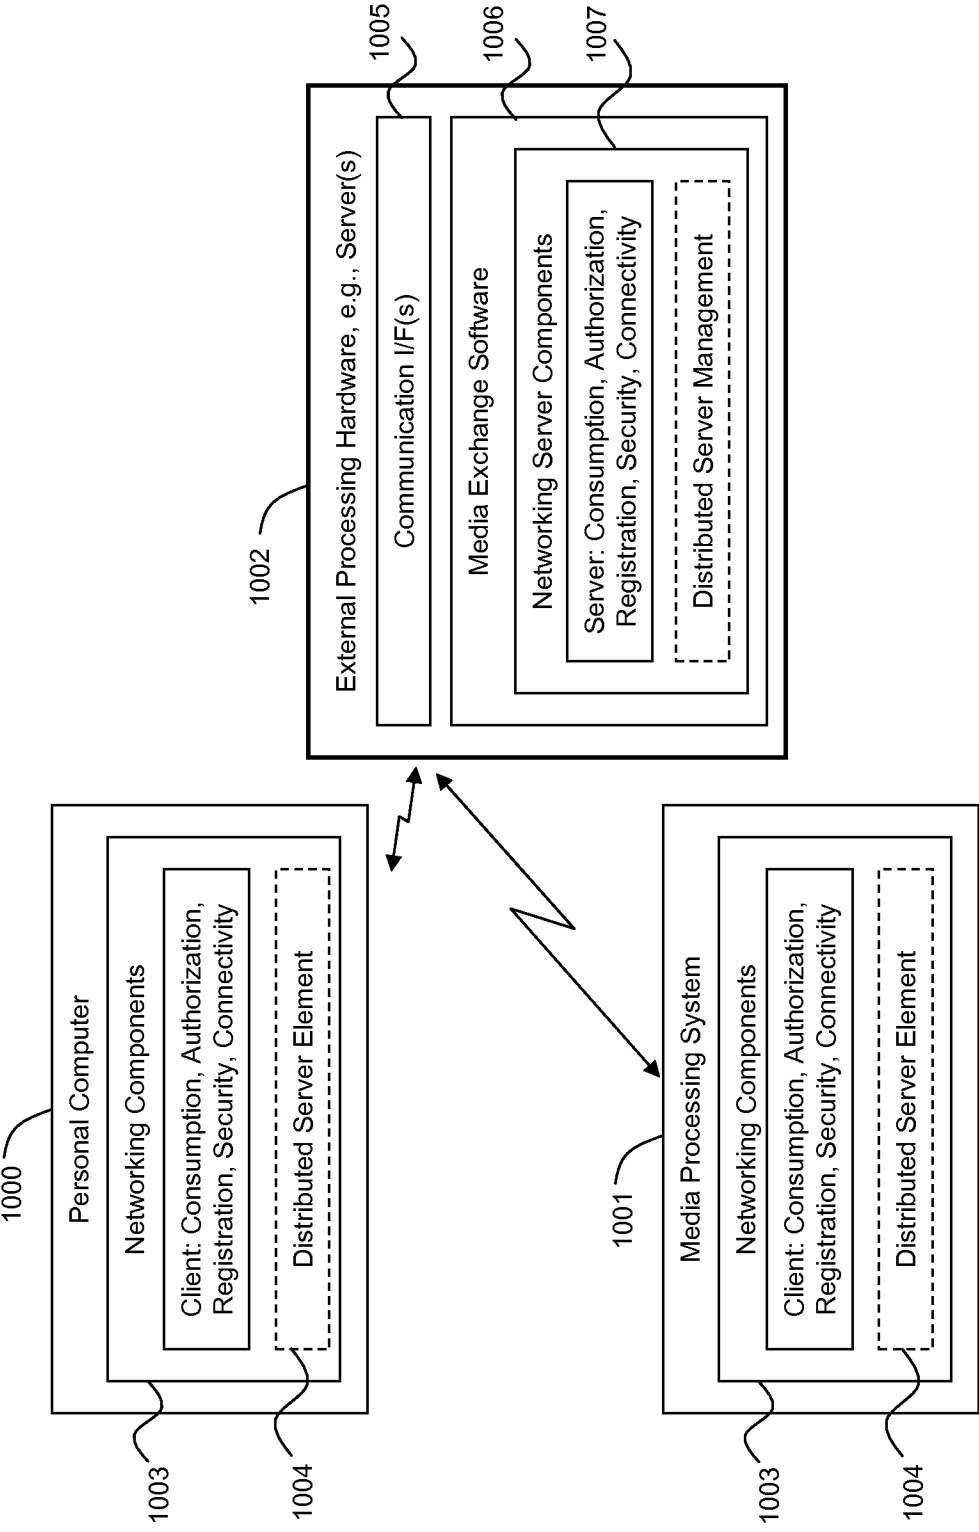 1000
Personal Computer
Networking Components
Client: Consumption, Authorization,
Registration, Security, Connectivity
Distributed Server Element
1003
1004
1002
External Processing Hardware, e.g., Server(s)
Communication I/F(s)
Media Exchange Software
Networking Server Components
Server: Consumption, Authorization,
Registration, Security, Connectivity
Distributed Server Management
1005
1006
1007
1001
Media Processing System
Networking Components
Client: Consumption, Authorization,
Registration, Security, Connectivity
Distributed Server Element
1003
1004